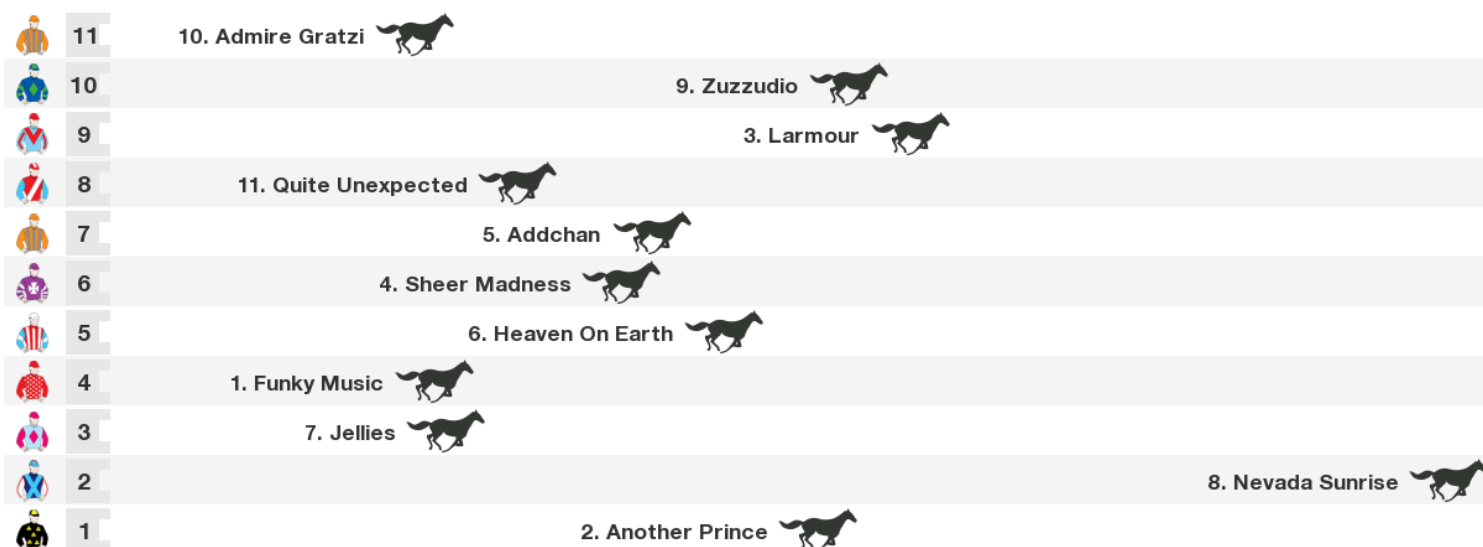 11 10. Admire Gratzi
10 9. Zuzzudio
9 3. Larmour
8 11. Quite Unexpected
7 5. Addchan
6 4. Sheer Madness
5 6. Heaven On Earth
4 1. Funky Music
3 7. Jellies
2 8. Nevada Sunrise
1 2. Another Prince